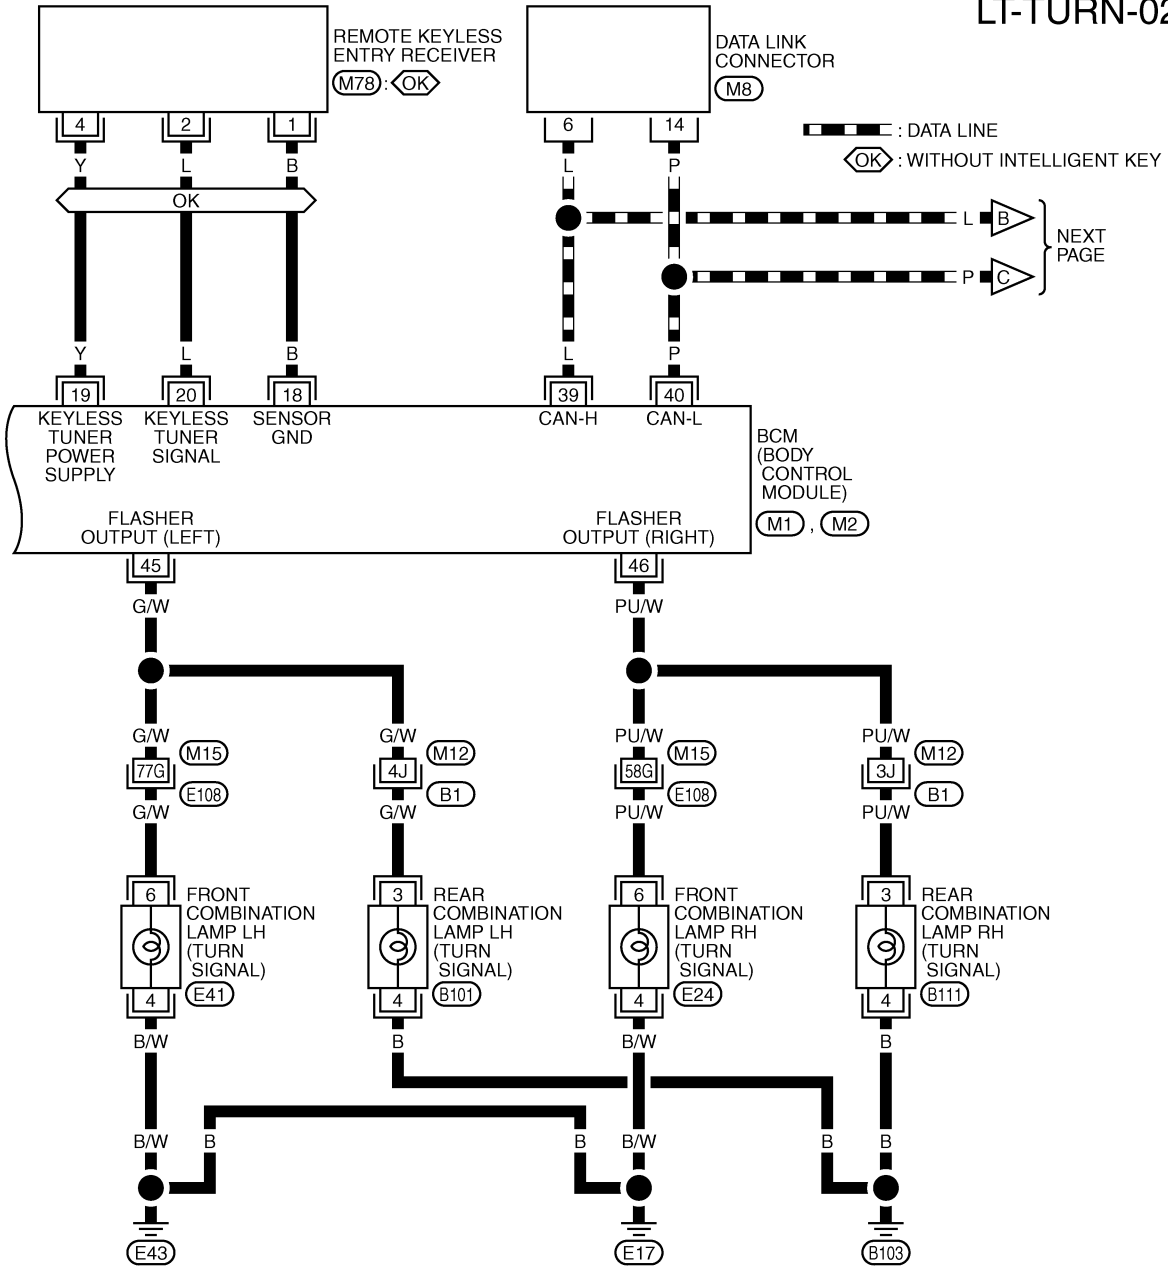 LT-TURN-02
REMOTE KEYLESS
ENTRY RECEIVER
M78 : OK
DATA LINK
CONNECTOR
M8
4 2 1 6 14
: DATA LINE
OK : WITHOUT INTELLIGENT KEY
Y L B L P
OK
L B
P C
NEXT
PAGE
Y L B L P
19 20 18 39 40
KEYLESS
TUNER
POWER
SUPPLY
KEYLESS
TUNER
SIGNAL
SENSOR
GND
CAN-H
CAN-L
BCM
(BODY
CONTROL
MODULE)
M1 , M2
FLASHER
OUTPUT (LEFT)
FLASHER
OUTPUT (RIGHT)
45 46
G/W PU/W
G/W G/W PU/W PU/W
M15 M12 M15 M12
77G 4J 58G 3J
E108 B1 E108 B1
G/W G/W PU/W PU/W
6 3 6 3
FRONT
COMBINATION
LAMP LH
(TURN
SIGNAL)
E41
REAR
COMBINATION
LAMP LH
(TURN
SIGNAL)
B101
FRONT
COMBINATION
LAMP RH
(TURN
SIGNAL)
E24
REAR
COMBINATION
LAMP RH
(TURN
SIGNAL)
B111
4 4 4 4
B/W B B/W B
B/W B B B/W B B
E43 E17 B103